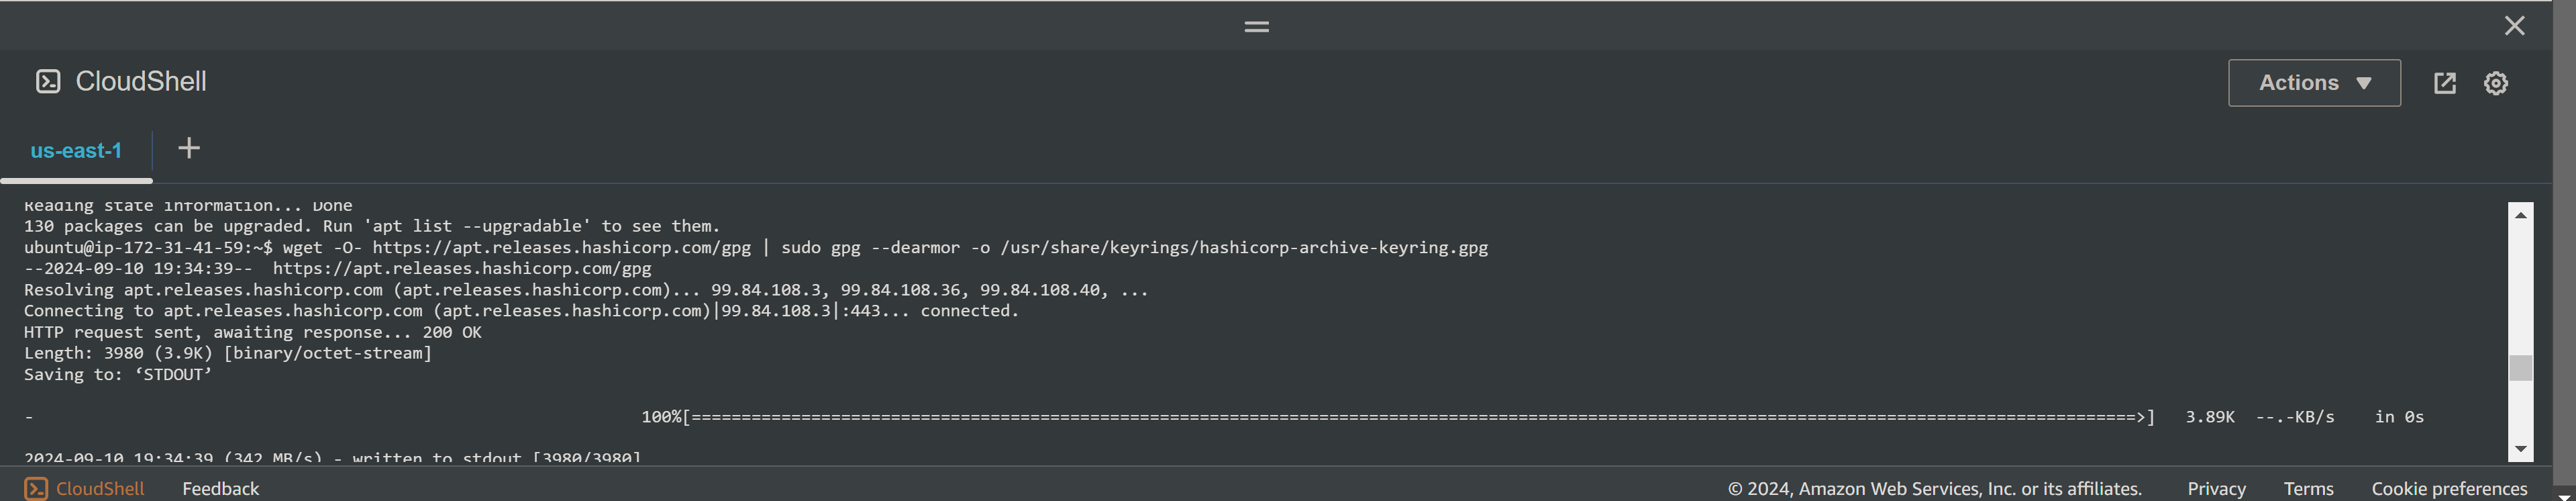 CloudShell
Actions
us-east-1
Reading state information... Done
130 packages can be upgraded. Run 'apt list --upgradable' to see them.
ubuntu@ip-172-31-41-59:~$ wget -O- https://apt.releases.hashicorp.com/gpg | sudo gpg --dearmor -o /usr/share/keyrings/hashicorp-archive-keyring.gpg
--2024-09-10 19:34:39--  https://apt.releases.hashicorp.com/gpg
Resolving apt.releases.hashicorp.com (apt.releases.hashicorp.com)... 99.84.108.3, 99.84.108.36, 99.84.108.40, ...
Connecting to apt.releases.hashicorp.com (apt.releases.hashicorp.com)|99.84.108.3|:443... connected.
HTTP request sent, awaiting response... 200 OK
Length: 3980 (3.9K) [binary/octet-stream]
Saving to: ‘STDOUT’
- 100%[=================================================================================================================================================>] 3.89K --.-KB/s in 0s
2024-09-10 19:34:39 (342 MB/s) - written to stdout [3980/3980]
CloudShell Feedback © 2024, Amazon Web Services, Inc. or its affiliates. Privacy Terms Cookie preferences